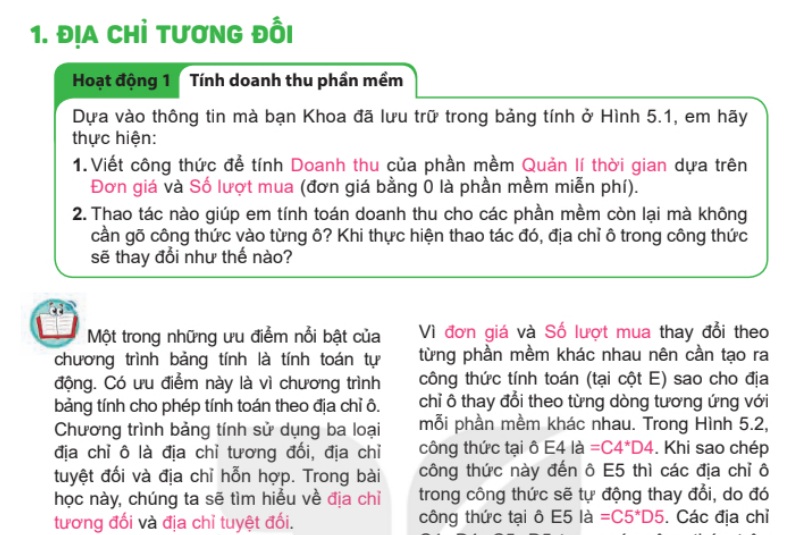 1. ĐỊA CHỈ TƯƠNG ĐỐI
Hoạt động 1 Tính doanh thu phần mềm
Dựa vào thông tin mà bạn Khoa đã lưu trữ trong bảng tính ở Hình 5.1, em hãy
thực hiện:
1. Viết công thức để tính Doanh thu của phần mềm Quản lí thời gian dựa trên
Đơn giá và Số lượt mua (đơn giá bằng 0 là phần mềm miễn phí).
2. Thao tác nào giúp em tính toán doanh thu cho các phần mềm còn lại mà không
cần gõ công thức vào từng ô? Khi thực hiện thao tác đó, địa chỉ ô trong công thức
sẽ thay đổi như thế nào?
Một trong những ưu điểm nổi bật của
chương trình bảng tính là tính toán tự
động. Có ưu điểm này là vì chương trình
bảng tính cho phép tính toán theo địa chỉ ô.
Chương trình bảng tính sử dụng ba loại
địa chỉ ô là địa chỉ tương đối, địa chỉ
tuyệt đối và địa chỉ hỗn hợp. Trong bài
học này, chúng ta sẽ tìm hiểu về địa chỉ
tương đối và địa chỉ tuyệt đối.
Vì đơn giá và Số lượt mua thay đổi theo
từng phần mềm khác nhau nên cần tạo ra
công thức tính toán (tại cột E) sao cho địa
chỉ ô thay đổi theo từng dòng tương ứng với
mỗi phần mềm khác nhau. Trong Hình 5.2,
công thức tại ô E4 là =C4*D4. Khi sao chép
công thức này đến ô E5 thì các địa chỉ ô
trong công thức sẽ tự động thay đổi, do đó
công thức tại ô E5 là =C5*D5. Các địa chỉ